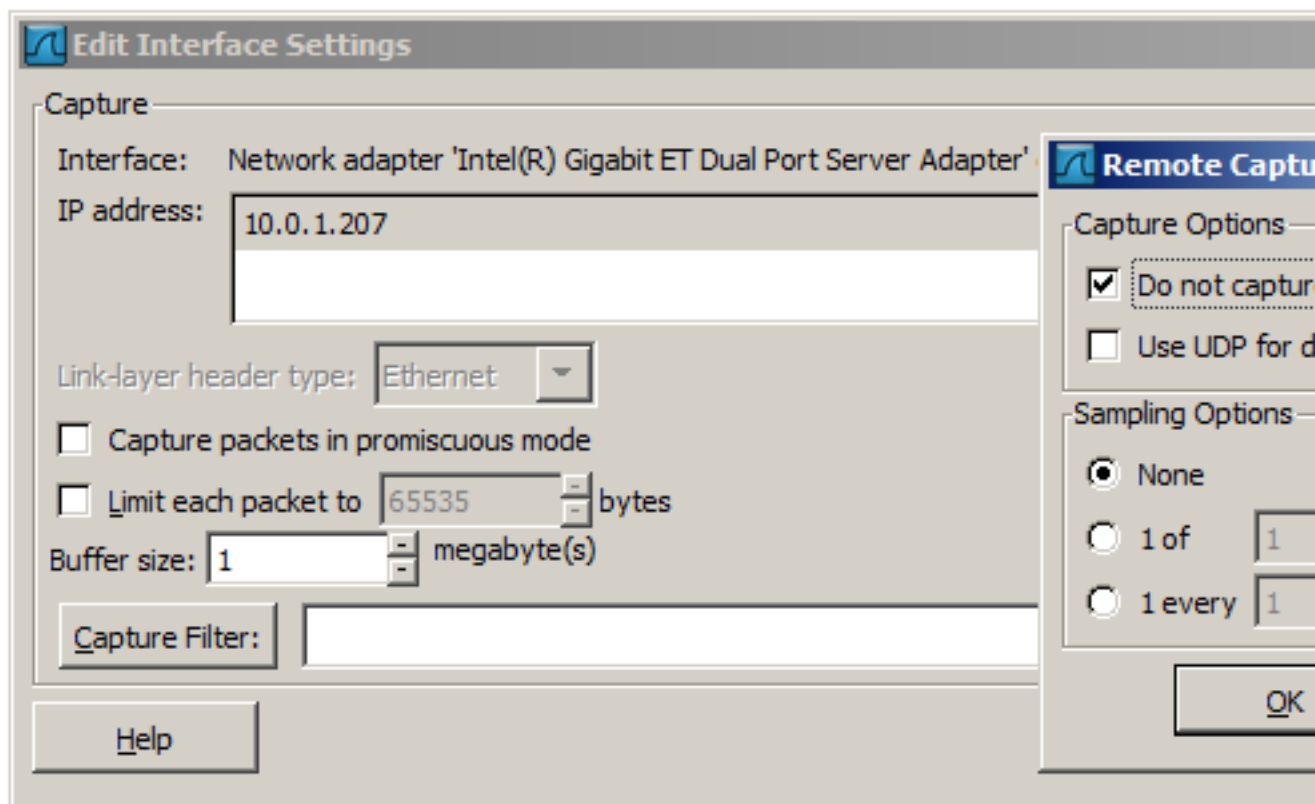 Edit Interface Settings
Capture
Interface: Network adapter 'Intel(R) Gigabit ET Dual Port Server Adapter'
IP address: 10.0.1.207
Link-layer header type: Ethernet
Capture packets in promiscuous mode
Limit each packet to 65535 bytes
Buffer size: 1 megabyte(s)
Capture Filter:
Help
Remote Captu
Capture Options
Do not captur
Use UDP for d
Sampling Options
None
1 of 1
1 every 1
OK